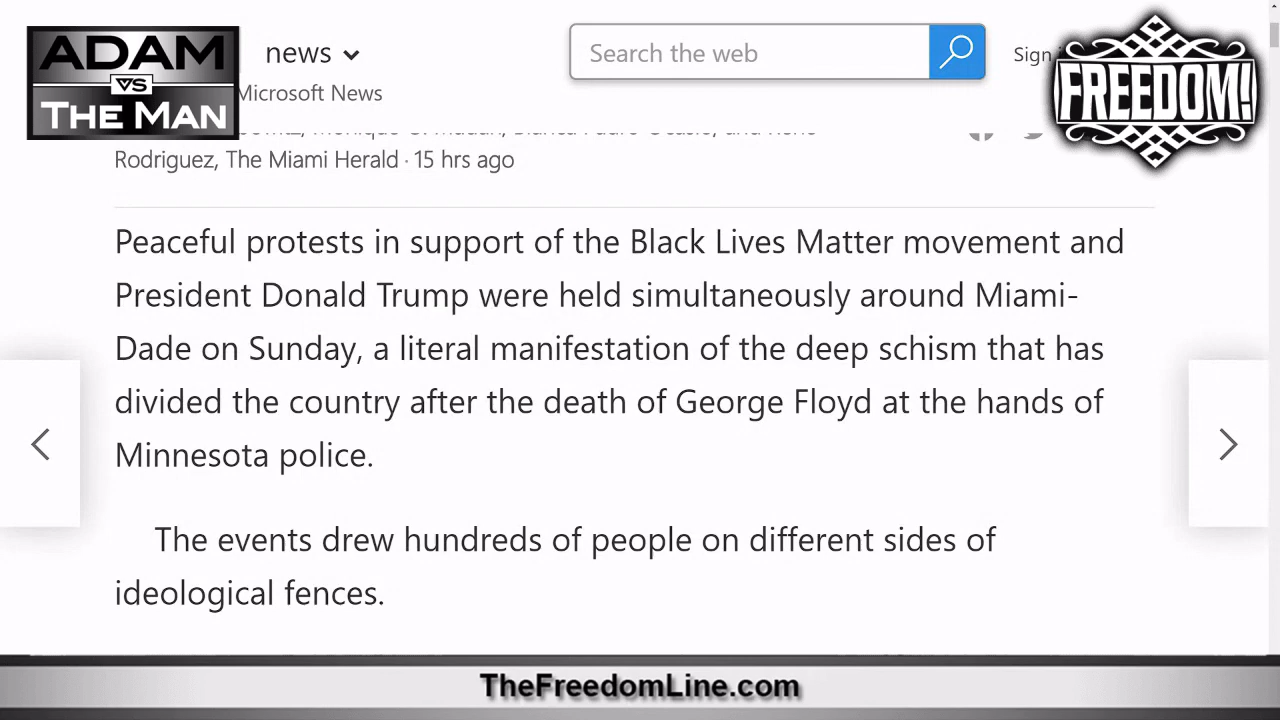 ADAM
VS
THE MAN
news
Search the web
Sign
FREEDOM!
Microsoft News
Rodriguez, The Miami Herald · 15 hrs ago
Peaceful protests in support of the Black Lives Matter movement and
President Donald Trump were held simultaneously around Miami-
Dade on Sunday, a literal manifestation of the deep schism that has
divided the country after the death of George Floyd at the hands of
Minnesota police.
The events drew hundreds of people on different sides of
ideological fences.
TheFreedomLine.com